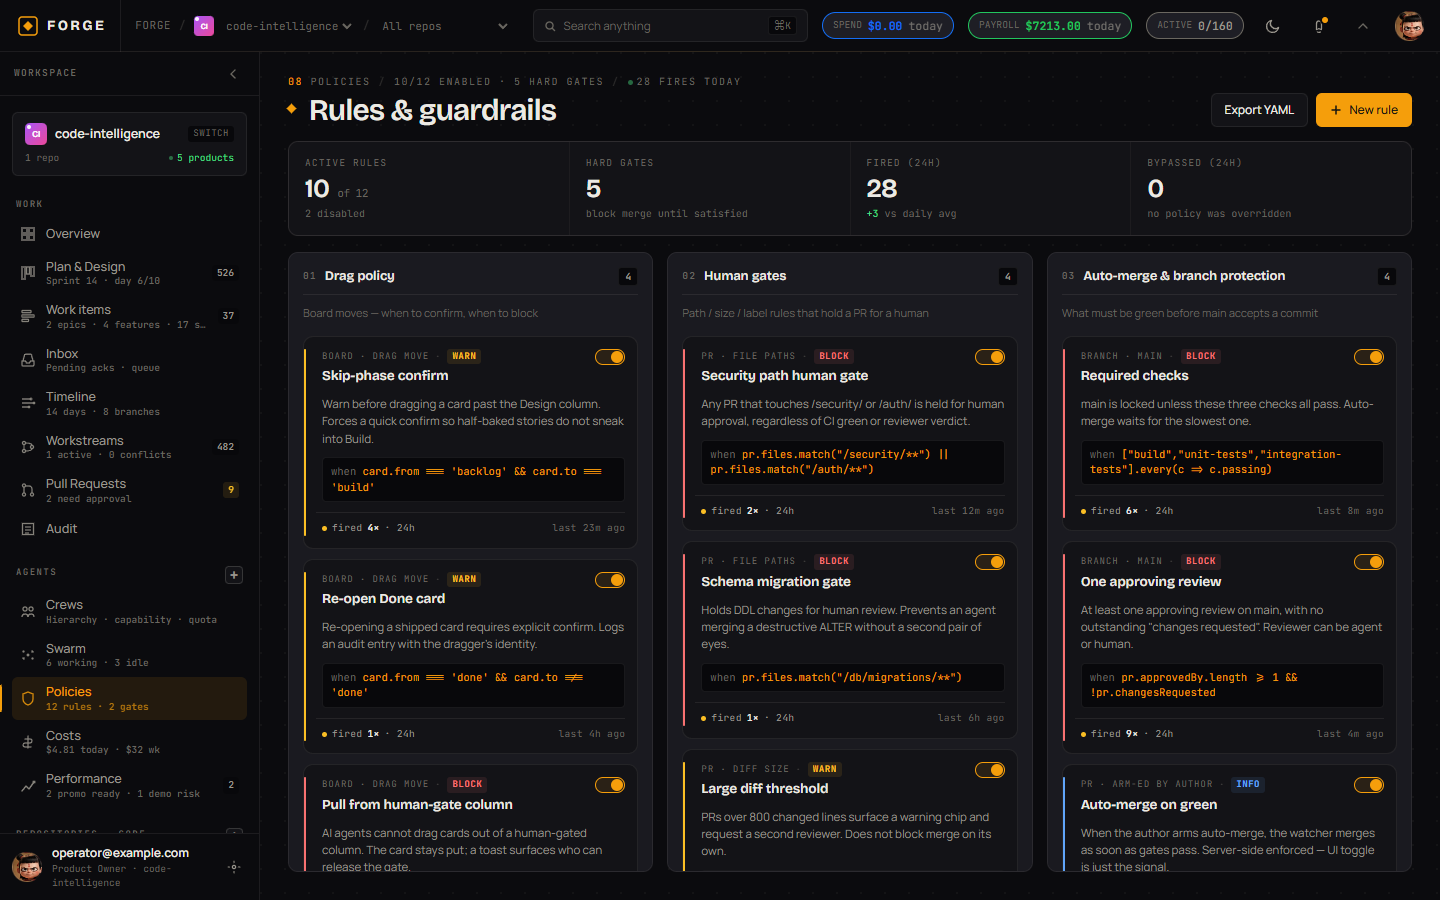 FORGE
FORGE / CI code-intelligence / All repos
Search anything ⌘K
SPEND $0.00 today
PAYROLL $7213.00 today
ACTIVE 0/160
WORKSPACE
CI code-intelligence SWITCH
1 repo 5 products
WORK
Overview
Plan & Design 526
Sprint 14 · day 6/10
Work items 37
2 epics · 4 features · 17 s…
Inbox
Pending acks · queue
Timeline
14 days · 8 branches
Workstreams 482
1 active · 0 conflicts
Pull Requests 9
2 need approval
Audit
AGENTS +
Crews
Hierarchy · capability · quota
Swarm
6 working · 3 idle
Policies
12 rules · 2 gates
Costs
$4.81 today · $32 wk
Performance 2
2 promo ready · 1 demo risk
operator@example.com
Product Owner · code-
intelligence
08 POLICIES / 10/12 ENABLED · 5 HARD GATES / 28 FIRES TODAY
Rules & guardrails
Export YAML
+ New rule
ACTIVE RULES
10 of 12
2 disabled
HARD GATES
5
block merge until satisfied
FIRED (24H)
28
+3 vs daily avg
BYPASSED (24H)
0
no policy was overridden
01 Drag policy 4
Board moves — when to confirm, when to block
BOARD · DRAG MOVE · WARN
Skip-phase confirm
Warn before dragging a card past the Design column.
Forces a quick confirm so half-baked stories do not sneak
into Build.
when card.from === 'backlog' && card.to ===
'build'
fired 4× · 24h last 23m ago
BOARD · DRAG MOVE · WARN
Re-open Done card
Re-opening a shipped card requires explicit confirm. Logs
an audit entry with the dragger's identity.
when card.from === 'done' && card.to !==
'done'
fired 1× · 24h last 4h ago
BOARD · DRAG MOVE · BLOCK
Pull from human-gate column
AI agents cannot drag cards out of a human-gated
column. The card stays put; a toast surfaces who can
release the gate.
02 Human gates 4
Path / size / label rules that hold a PR for a human
PR · FILE PATHS · BLOCK
Security path human gate
Any PR that touches /security/ or /auth/ is held for human
approval, regardless of CI green or reviewer verdict.
when pr.files.match("/security/**") ||
pr.files.match("/auth/**")
fired 2× · 24h last 12m ago
PR · FILE PATHS · BLOCK
Schema migration gate
Holds DDL changes for human review. Prevents an agent
merging a destructive ALTER without a second pair of
eyes.
when pr.files.match("/db/migrations/**")
fired 1× · 24h last 6h ago
PR · DIFF SIZE · WARN
Large diff threshold
PRs over 800 changed lines surface a warning chip and
request a second reviewer. Does not block merge on its
own.
03 Auto-merge & branch protection 4
What must be green before main accepts a commit
BRANCH · MAIN · BLOCK
Required checks
main is locked unless these three checks all pass. Auto-
merge waits for the slowest one.
when ["build","unit-tests","integration-
tests"].every(c => c.passing)
fired 6× · 24h last 8m ago
BRANCH · MAIN · BLOCK
One approving review
At least one approving review on main, with no
outstanding "changes requested". Reviewer can be agent
or human.
when pr.approvedBy.length >= 1 &&
!pr.changesRequested
fired 9× · 24h last 4m ago
PR · ARM-ED BY AUTHOR · INFO
Auto-merge on green
When the author arms auto-merge, the watcher merges
as soon as gates pass. Server-side enforced — UI toggle
is just the signal.